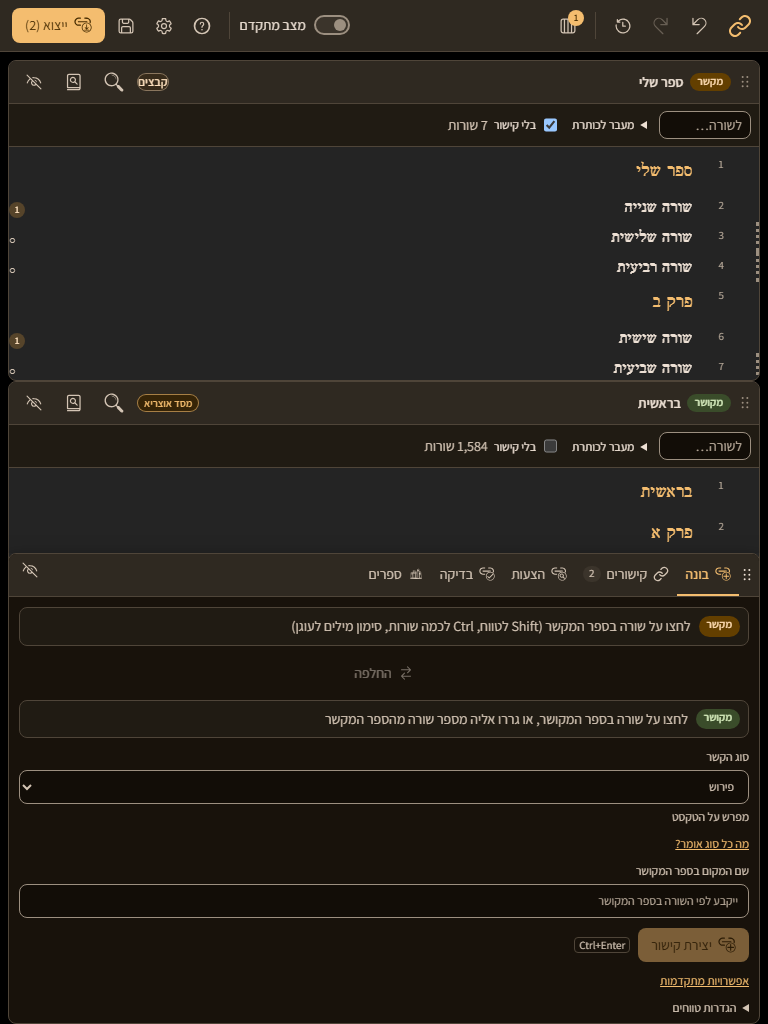 1 מצב מתקדם ייצוא (2)
מקשר ספר שלי קבצים
לשורה... מעבר לכותרת בלי קישור 7 שורות
1 ספר שלי
2 שורה שנייה 1
3 שורה שלישית
4 שורה רביעית
5 פרק ב
6 שורה שישית 1
7 שורה שביעית
מקושר בראשית מסד אוצריא
לשורה... מעבר לכותרת בלי קישור 1,584 שורות
1 בראשית
2 פרק א
בונה קישורים 2 הצעות בדיקה ספרים
מקשר לחצו על שורה בספר המקשר (Shift לטווח, Ctrl לכמה שורות, סימון מילים לעוגן)
החלפה
מקושר לחצו על שורה בספר המקושר, או גררו אליה מספר שורה מהספר המקשר
סוג הקשר
פירוש
מפרש על הטקסט
מה כל סוג אומר?
שם המקום בספר המקושר
ייקבע לפי השורה בספר המקושר
יצירת קישור Ctrl+Enter
אפשרויות מתקדמות
הגדרות טווחים